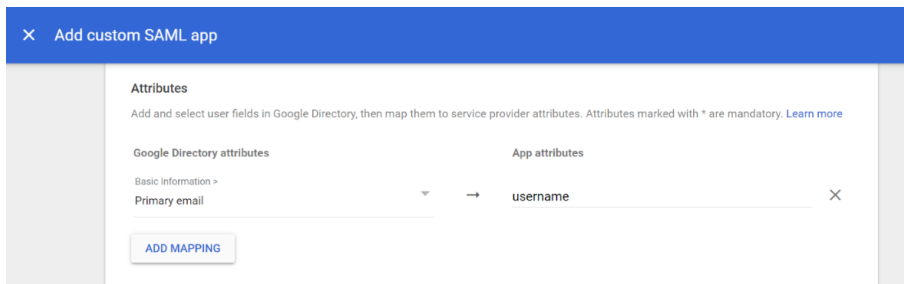 Add custom SAML app
Attributes
Add and select user fields in Google Directory, then map them to service provider attributes. Attributes marked with * are mandatory. Learn more
Google Directory attributes
App attributes
Basic Information >
Primary email
username
ADD MAPPING